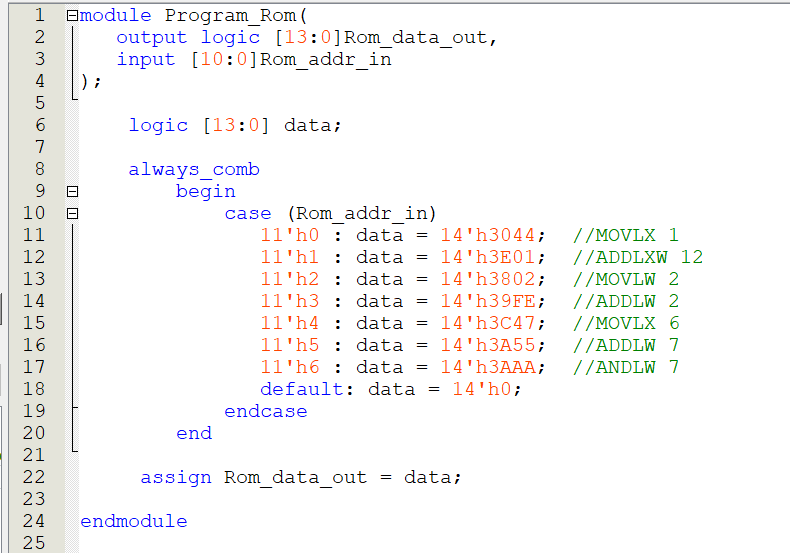 1 module Program_Rom(
2 output logic [13:0]Rom_data_out,
3 input [10:0]Rom_addr_in
4 );
5
6 logic [13:0] data;
7
8 always_comb
9 begin
10 case (Rom_addr_in)
11 11'h0 : data = 14'h3044; //MOVLX 1
12 11'h1 : data = 14'h3E01; //ADDLXW 12
13 11'h2 : data = 14'h3802; //MOVLW 2
14 11'h3 : data = 14'h39FE; //ADDLW 2
15 11'h4 : data = 14'h3C47; //MOVLX 6
16 11'h5 : data = 14'h3A55; //ADDLW 7
17 11'h6 : data = 14'h3AAA; //ANDLW 7
18 default: data = 14'h0;
19 endcase
20 end
21
22 assign Rom_data_out = data;
23
24 endmodule
25